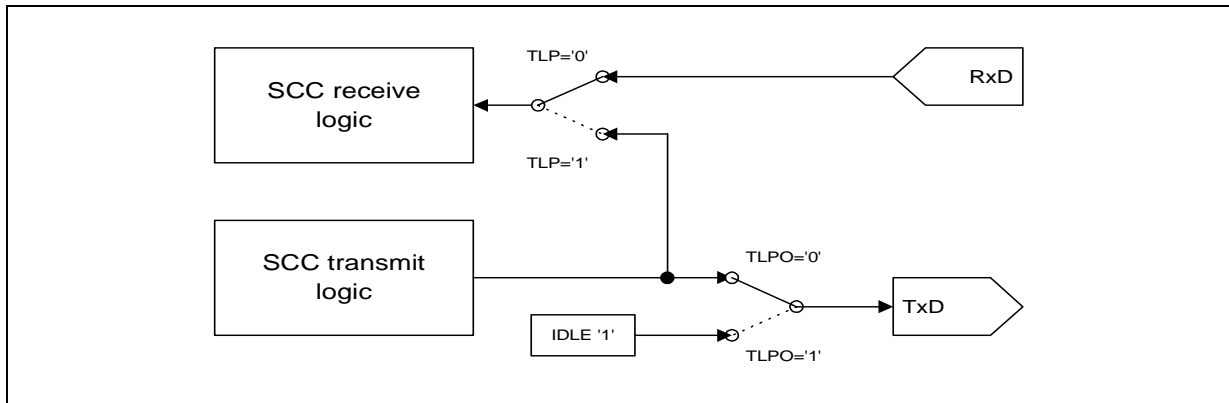 TLP='0'
SCC receive
logic
RxD
TLP='1'
SCC transmit
logic
TLPO='0'
TxD
IDLE '1'
TLPO='1'